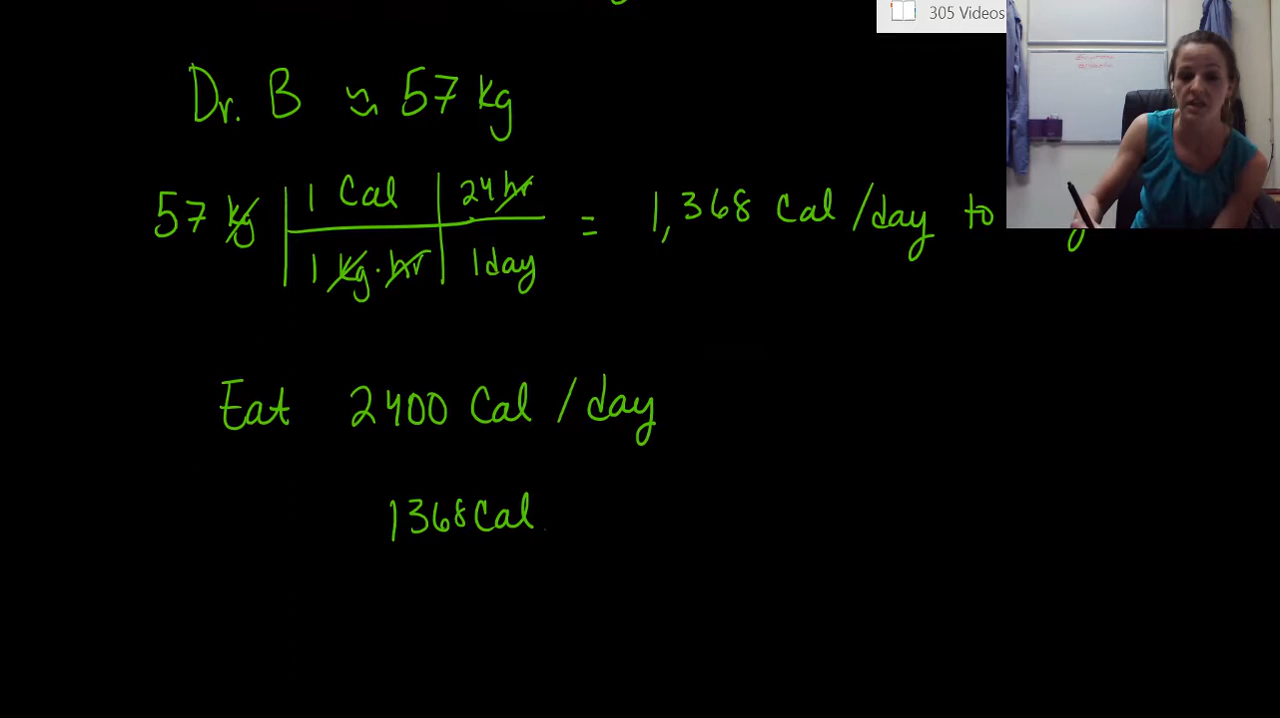 305 Videos
Dr. B ≈ 57 kg
57 kg | 1 Cal | 24 hr = 1,368 Cal /day to
1 kg·hr | 1 day
Eat 2400 Cal / day
1368 Cal